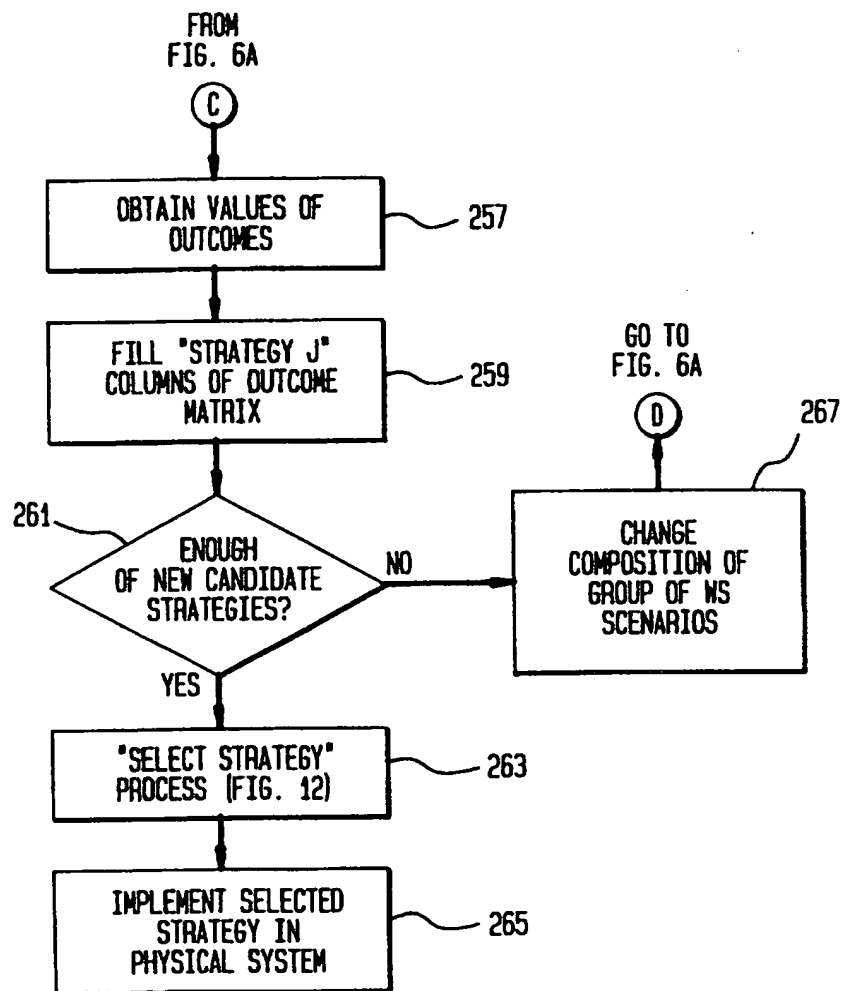 FROM
FIG. 6A
C
OBTAIN VALUES OF
OUTCOMES
257
FILL "STRATEGY J"
COLUMNS OF OUTCOME
MATRIX
259
GO TO
FIG. 6A
D
267
261
ENOUGH
OF NEW CANDIDATE
STRATEGIES?
NO
CHANGE
COMPOSITION OF
GROUP OF WS
SCENARIOS
YES
"SELECT STRATEGY"
PROCESS (FIG. 12)
263
IMPLEMENT SELECTED
STRATEGY IN
PHYSICAL SYSTEM
265